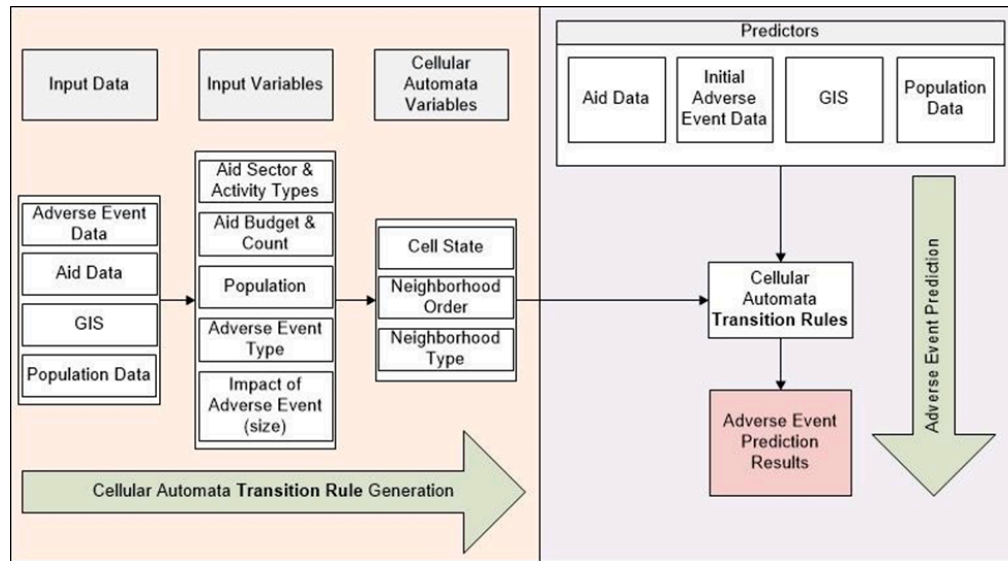 Input Data
Input Variables
Cellular
Automata
Variables
Adverse Event
Data
Aid Data
GIS
Population Data
Aid Sector &
Activity Types
Aid Budget &
Count
Population
Adverse Event
Type
Impact of
Adverse Event
(size)
Cell State
Neighborhood
Order
Neighborhood
Type
Cellular Automata Transition Rule Generation
Predictors
Aid Data
Initial
Adverse
Event Data
GIS
Population
Data
Cellular
Automata
Transition Rules
Adverse Event
Prediction
Results
Adverse Event Prediction